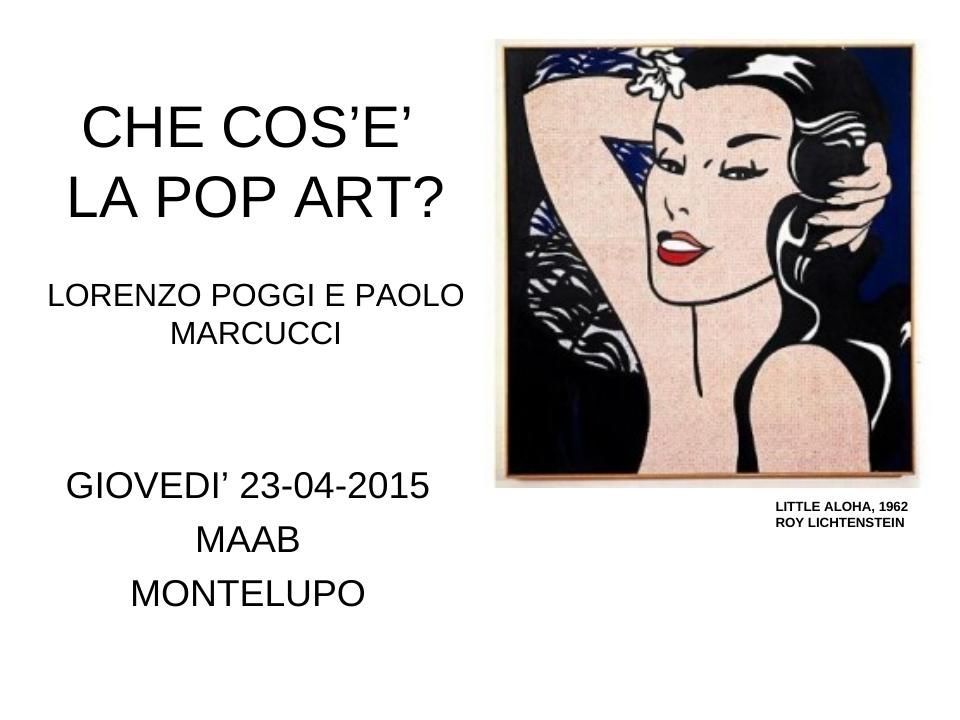 CHE COS’E’
LA POP ART?
LORENZO POGGI E PAOLO
MARCUCCI
GIOVEDI’ 23-04-2015
MAAB
MONTELUPO
LITTLE ALOHA, 1962
ROY LICHTENSTEIN